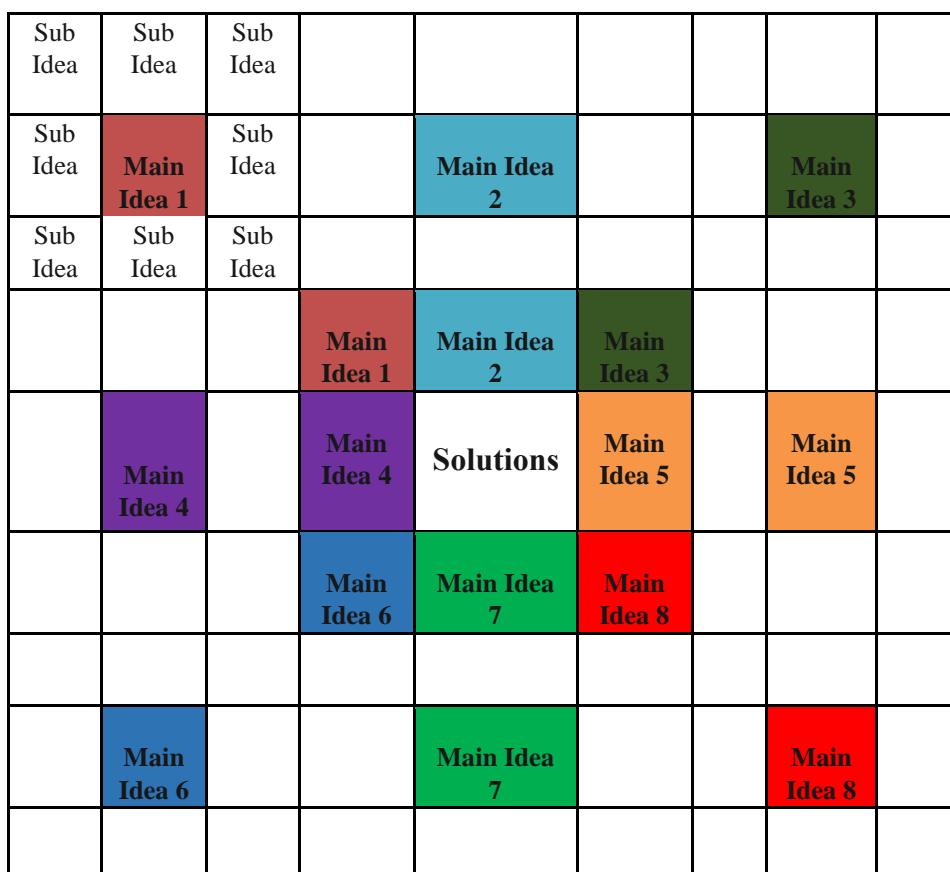 Sub Idea Sub Idea Sub Idea
Sub Idea Main Idea 1 Sub Idea Main Idea 2 Main Idea 3
Sub Idea Sub Idea Sub Idea
Main Idea 1 Main Idea 2 Main Idea 3
Main Idea 4 Main Idea 4 Solutions Main Idea 5 Main Idea 5
Main Idea 6 Main Idea 7 Main Idea 8
Main Idea 6 Main Idea 7 Main Idea 8